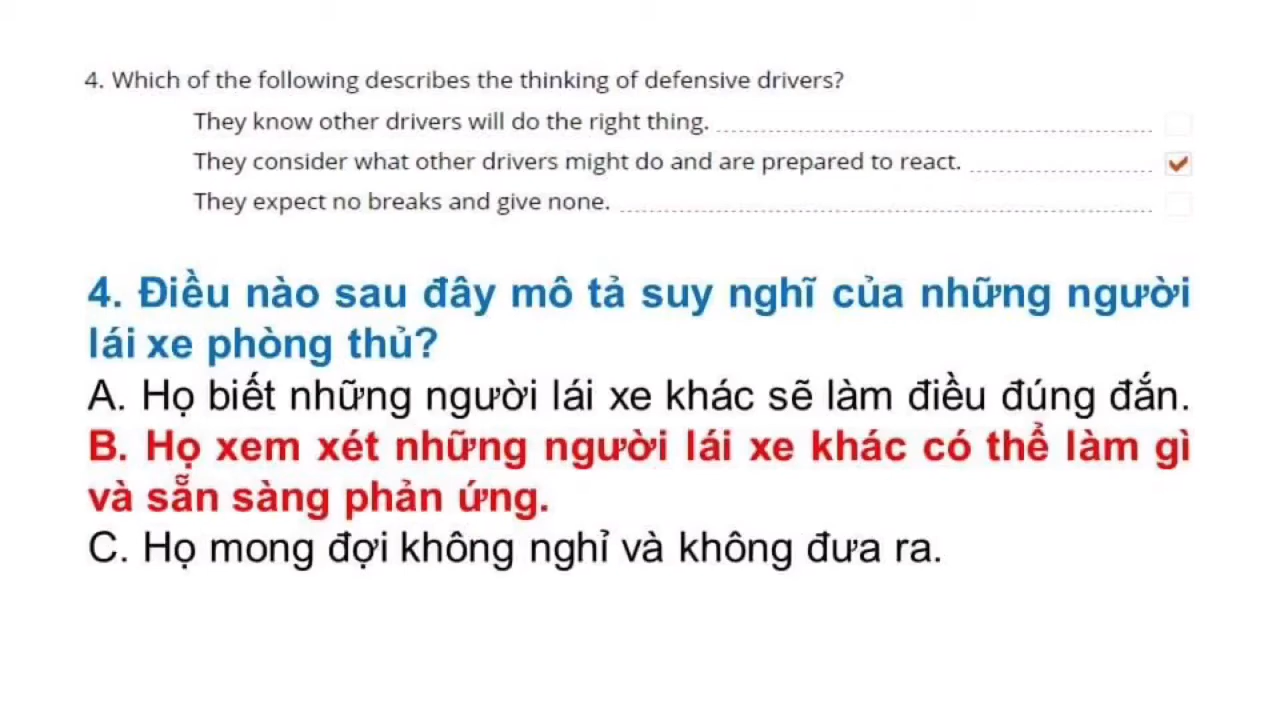 4. Which of the following describes the thinking of defensive drivers?
They know other drivers will do the right thing.
They consider what other drivers might do and are prepared to react.
They expect no breaks and give none.
4. Điều nào sau đây mô tả suy nghĩ của những người
lái xe phòng thủ?
A. Họ biết những người lái xe khác sẽ làm điều đúng đắn.
B. Họ xem xét những người lái xe khác có thể làm gì
và sẵn sàng phản ứng.
C. Họ mong đợi không nghỉ và không đưa ra.